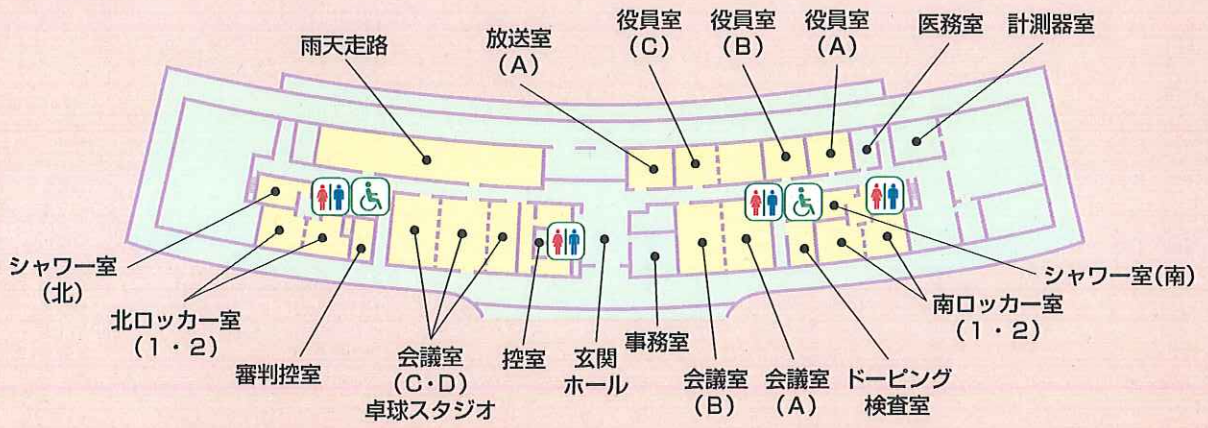 雨天走路
放送室
(A)
役員室
(C)
役員室
(B)
役員室
(A)
医務室
計測器室
シャワー室
(北)
北ロッカー室
(1・2)
審判控室
会議室
(C・D)
卓球スタジオ
控室
玄関
ホール
事務室
会議室
(B)
会議室
(A)
ドーピング
検査室
南ロッカー室
(1・2)
シャワー室(南)